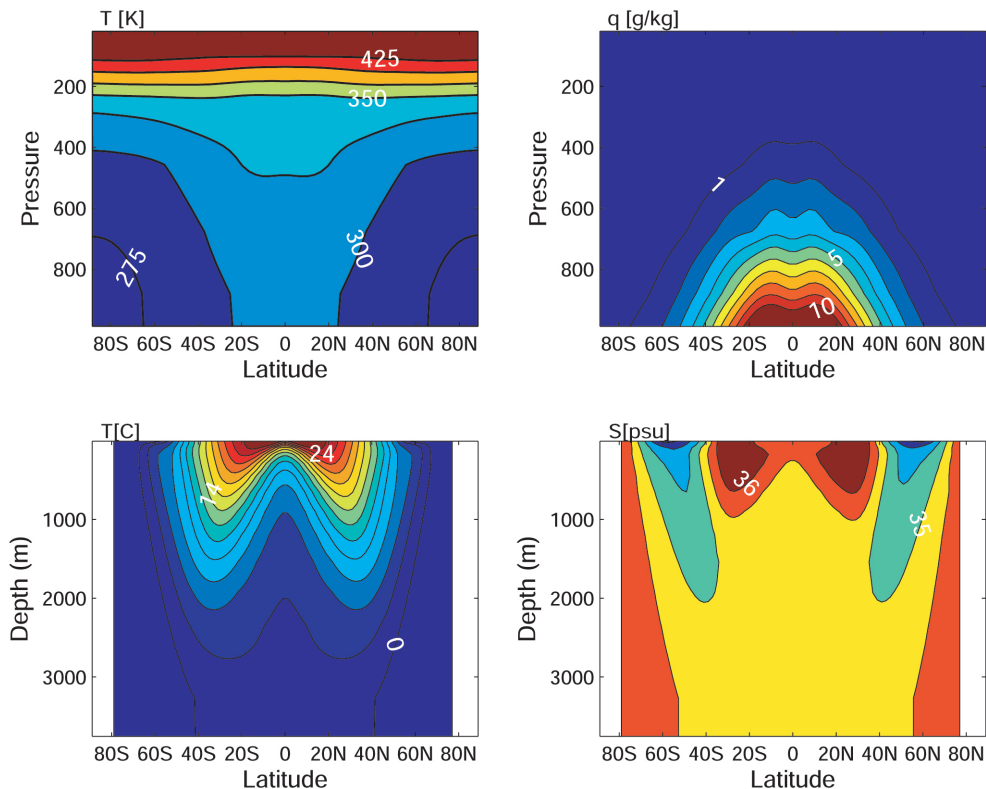 T [K]
425
350
300
275
200
400
600
800
Pressure
80S 60S 40S 20S 0 20N 40N 60N 80N
Latitude
q [g/kg]
1
5
10
200
400
600
800
Pressure
80S 60S 40S 20S 0 20N 40N 60N 80N
Latitude
T[C]
24
14
0
1000
2000
3000
Depth (m)
80S 60S 40S 20S 0 20N 40N 60N 80N
Latitude
S[psu]
36
35
1000
2000
3000
Depth (m)
80S 60S 40S 20S 0 20N 40N 60N 80N
Latitude